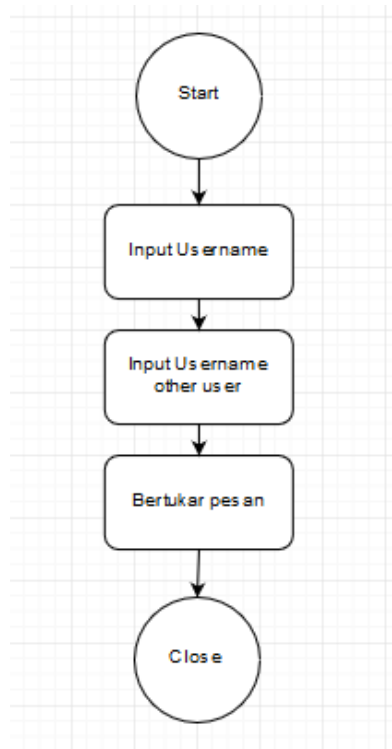 Start
Input Username
Input Username
other user
Bertukar pesan
Close